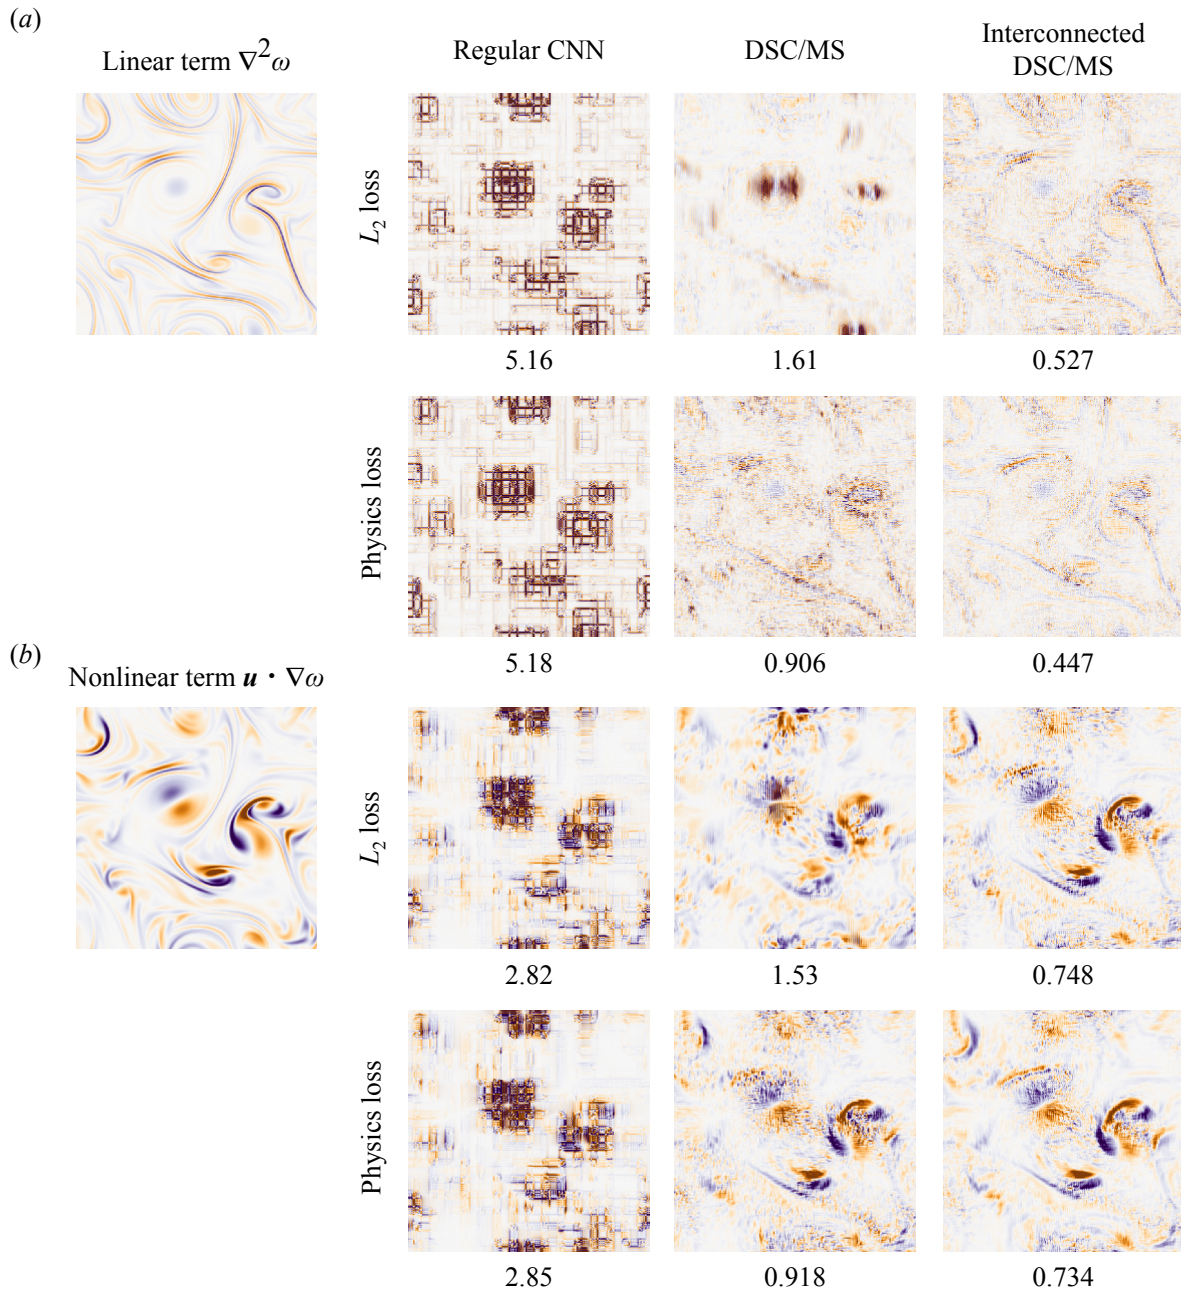 (a)
Linear term ∇²ω
Regular CNN
DSC/MS
Interconnected
DSC/MS
L₂ loss
5.16
1.61
0.527
Physics loss
5.18
0.906
0.447
(b)
Nonlinear term u · ∇ω
L₂ loss
2.82
1.53
0.748
Physics loss
2.85
0.918
0.734